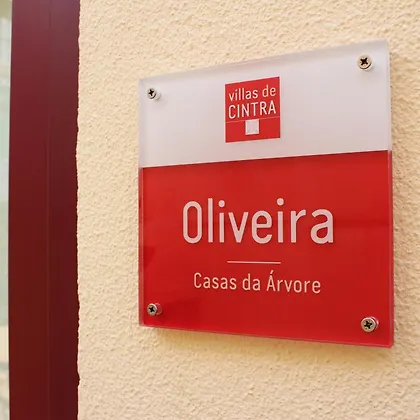 villas de
CINTRA
Oliveira
Casas da Árvore